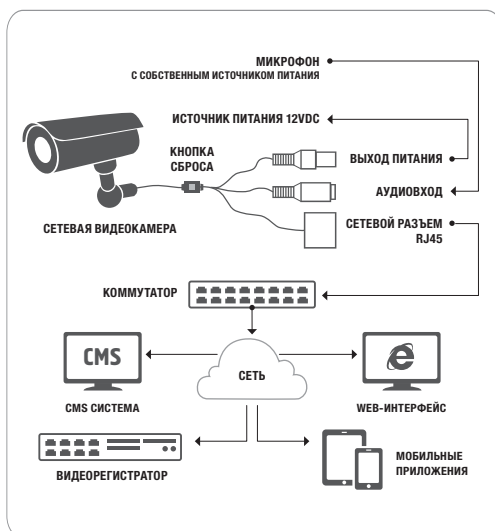 МИКРОФОН
С СОБСТВЕННЫМ ИСТОЧНИКОМ ПИТАНИЯ
ИСТОЧНИК ПИТАНИЯ 12VDC
КНОПКА
СБРОСА
ВЫХОД ПИТАНИЯ
АУДИОВХОД
СЕТЕВАЯ ВИДЕОКАМЕРА
СЕТЕВОЙ РАЗЪЕМ
RJ45
КОММУТАТОР
CMS
СЕТЬ
CMS СИСТЕМА
WEB-ИНТЕРФЕЙС
ВИДЕОРЕГИСТРАТОР
МОБИЛЬНЫЕ
ПРИЛОЖЕНИЯ